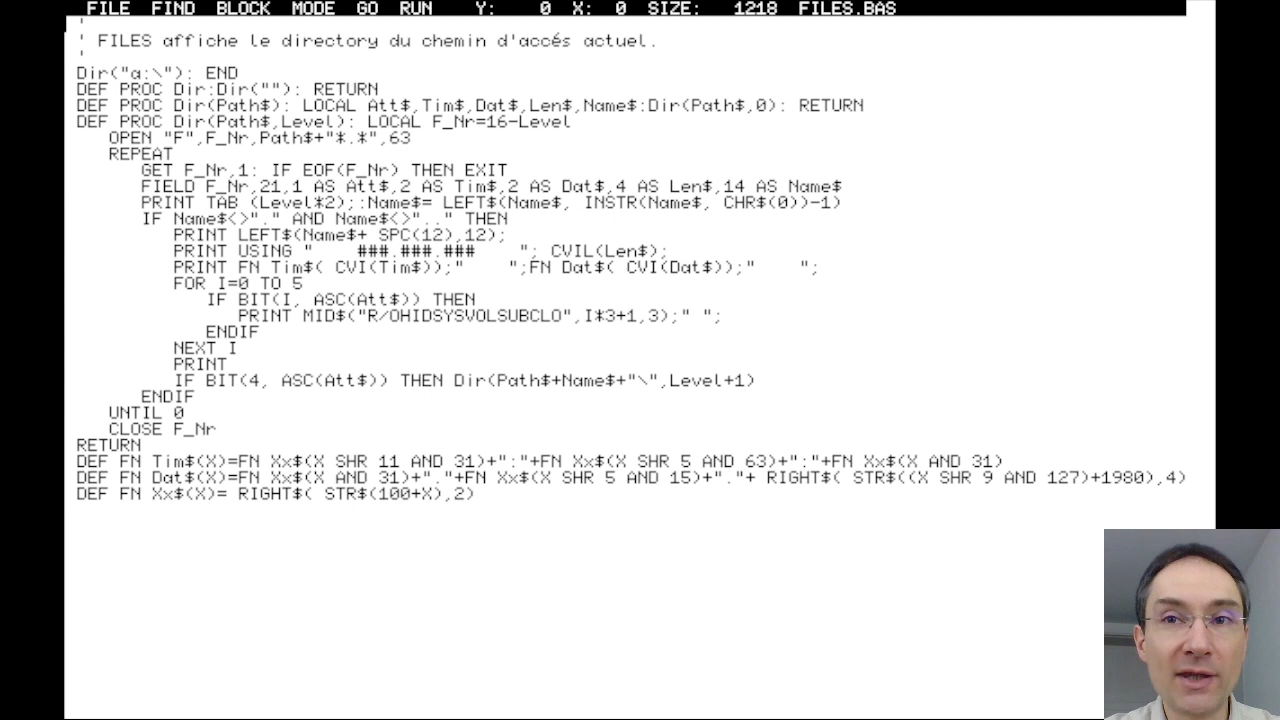 FILE FIND BLOCK MODE GO RUN Y: 0 X: 0 SIZE: 1218 FILES.BAS
'
' FILES affiche le directory du chemin d'accés actuel.
'
Dir("a:\"): END
DEF PROC Dir:Dir(""): RETURN
DEF PROC Dir(Path$): LOCAL Att$,Tim$,Dat$,Len$,Name$:Dir(Path$,0): RETURN
DEF PROC Dir(Path$,Level): LOCAL F_Nr=16-Level
   OPEN "F",F_Nr,Path$+"*.*",63
   REPEAT
      GET F_Nr,1: IF EOF(F_Nr) THEN EXIT
      FIELD F_Nr,21,1 AS Att$,2 AS Tim$,2 AS Dat$,4 AS Len$,14 AS Name$
      PRINT TAB (Level*2);:Name$= LEFT$(Name$, INSTR(Name$, CHR$(0))-1)
      IF Name$<>"." AND Name$<>".." THEN
         PRINT LEFT$(Name$+ SPC(12),12);
         PRINT USING "    ###.###.###    "; CVIL(Len$);
         PRINT FN Tim$( CVI(Tim$));"    ";FN Dat$( CVI(Dat$));"    ";
         FOR I=0 TO 5
            IF BIT(I, ASC(Att$)) THEN
               PRINT MID$("R/OHIDSYSVOLSUBCLO",I*3+1,3);" ";
            ENDIF
         NEXT I
         PRINT
         IF BIT(4, ASC(Att$)) THEN Dir(Path$+Name$+"\",Level+1)
      ENDIF
   UNTIL 0
   CLOSE F_Nr
RETURN
DEF FN Tim$(X)=FN Xx$(X SHR 11 AND 31)+":"+FN Xx$(X SHR 5 AND 63)+":"+FN Xx$(X AND 31)
DEF FN Dat$(X)=FN Xx$(X AND 31)+"."+FN Xx$(X SHR 5 AND 15)+"."+ RIGHT$( STR$((X SHR 9 AND 127)+1980),4)
DEF FN Xx$(X)= RIGHT$( STR$(100+X),2)